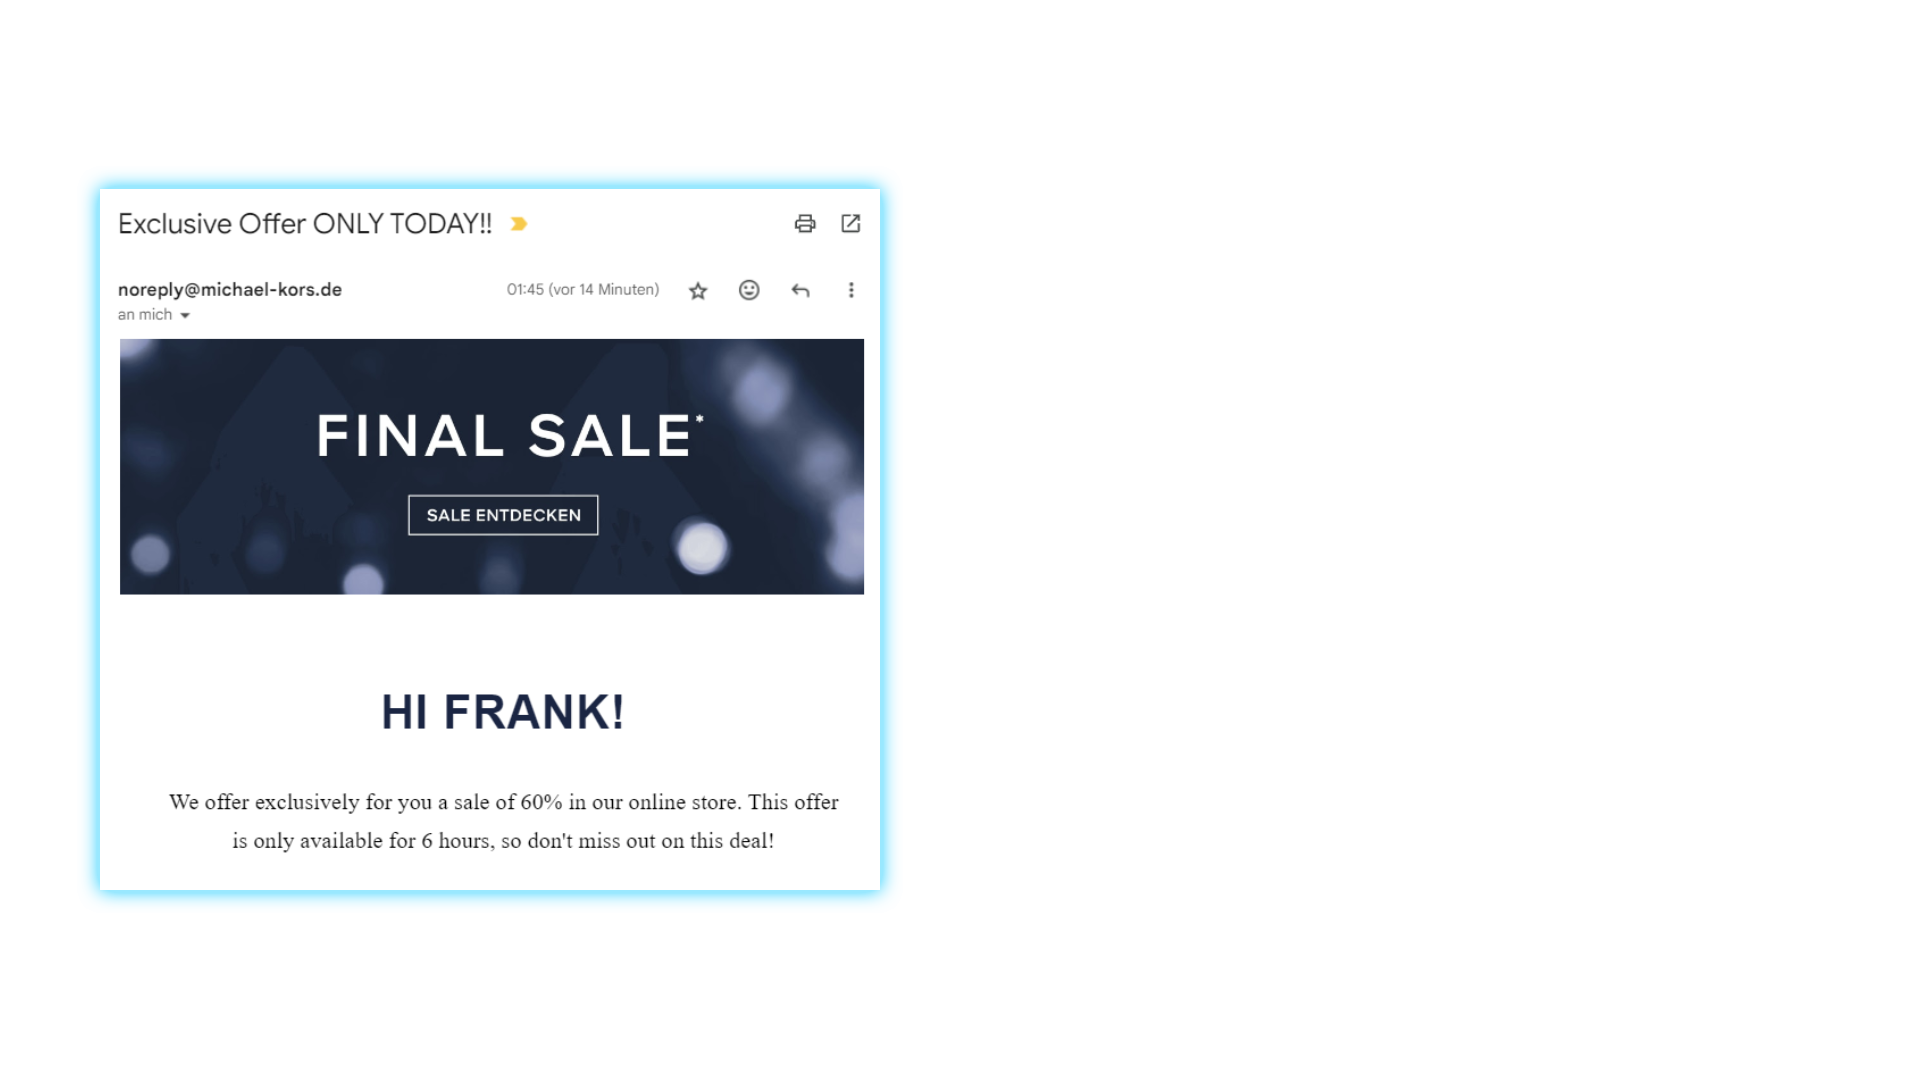 Exclusive Offer ONLY TODAY!!
noreply@michael-kors.de
01:45 (vor 14 Minuten)
an mich
FINAL SALE*
SALE ENTDECKEN
HI FRANK!
We offer exclusively for you a sale of 60% in our online store. This offer
is only available for 6 hours, so don't miss out on this deal!